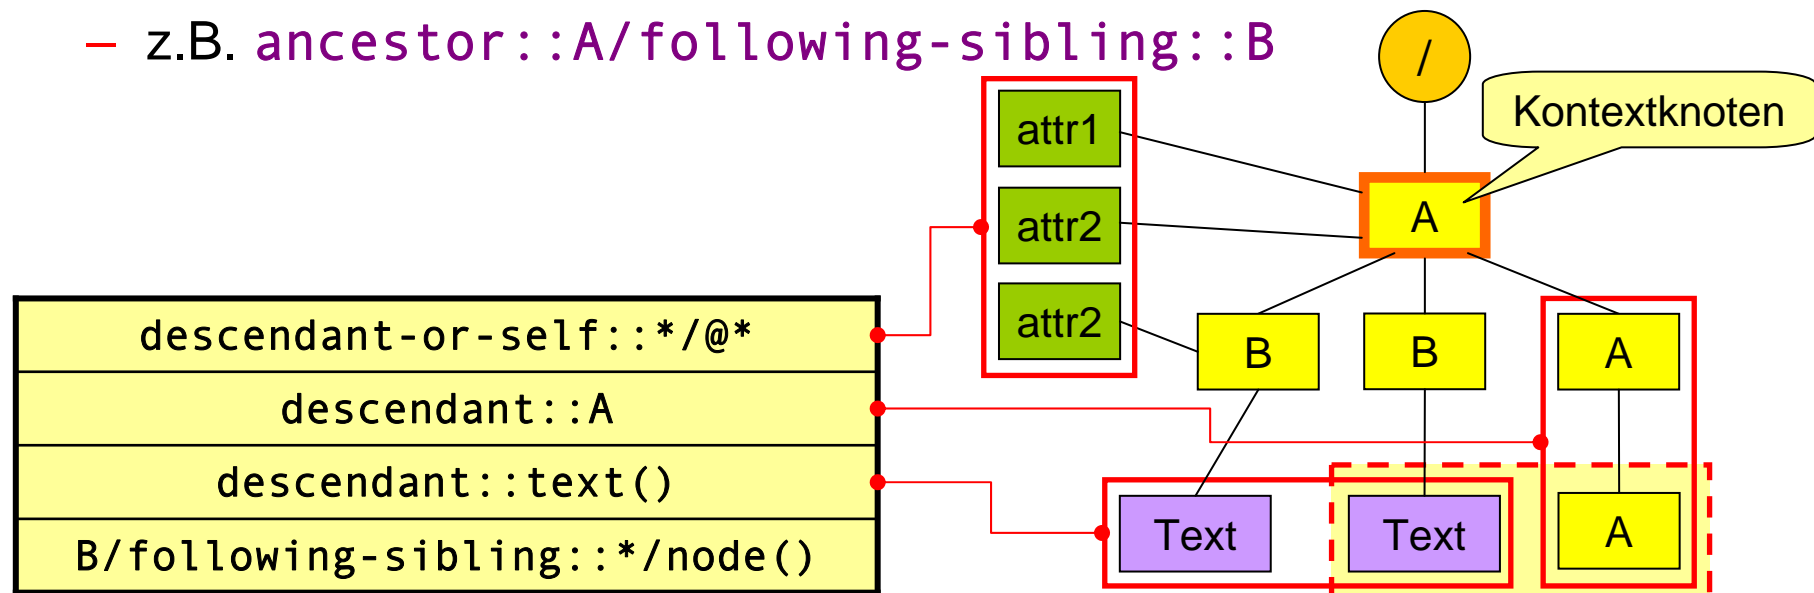 – z.B. ancestor::A/following-sibling::B
/
Kontextknoten
attr1
A
attr2
attr2
B
B
A
descendant-or-self::*/@*
descendant::A
descendant::text()
B/following-sibling::*/node()
Text
Text
A